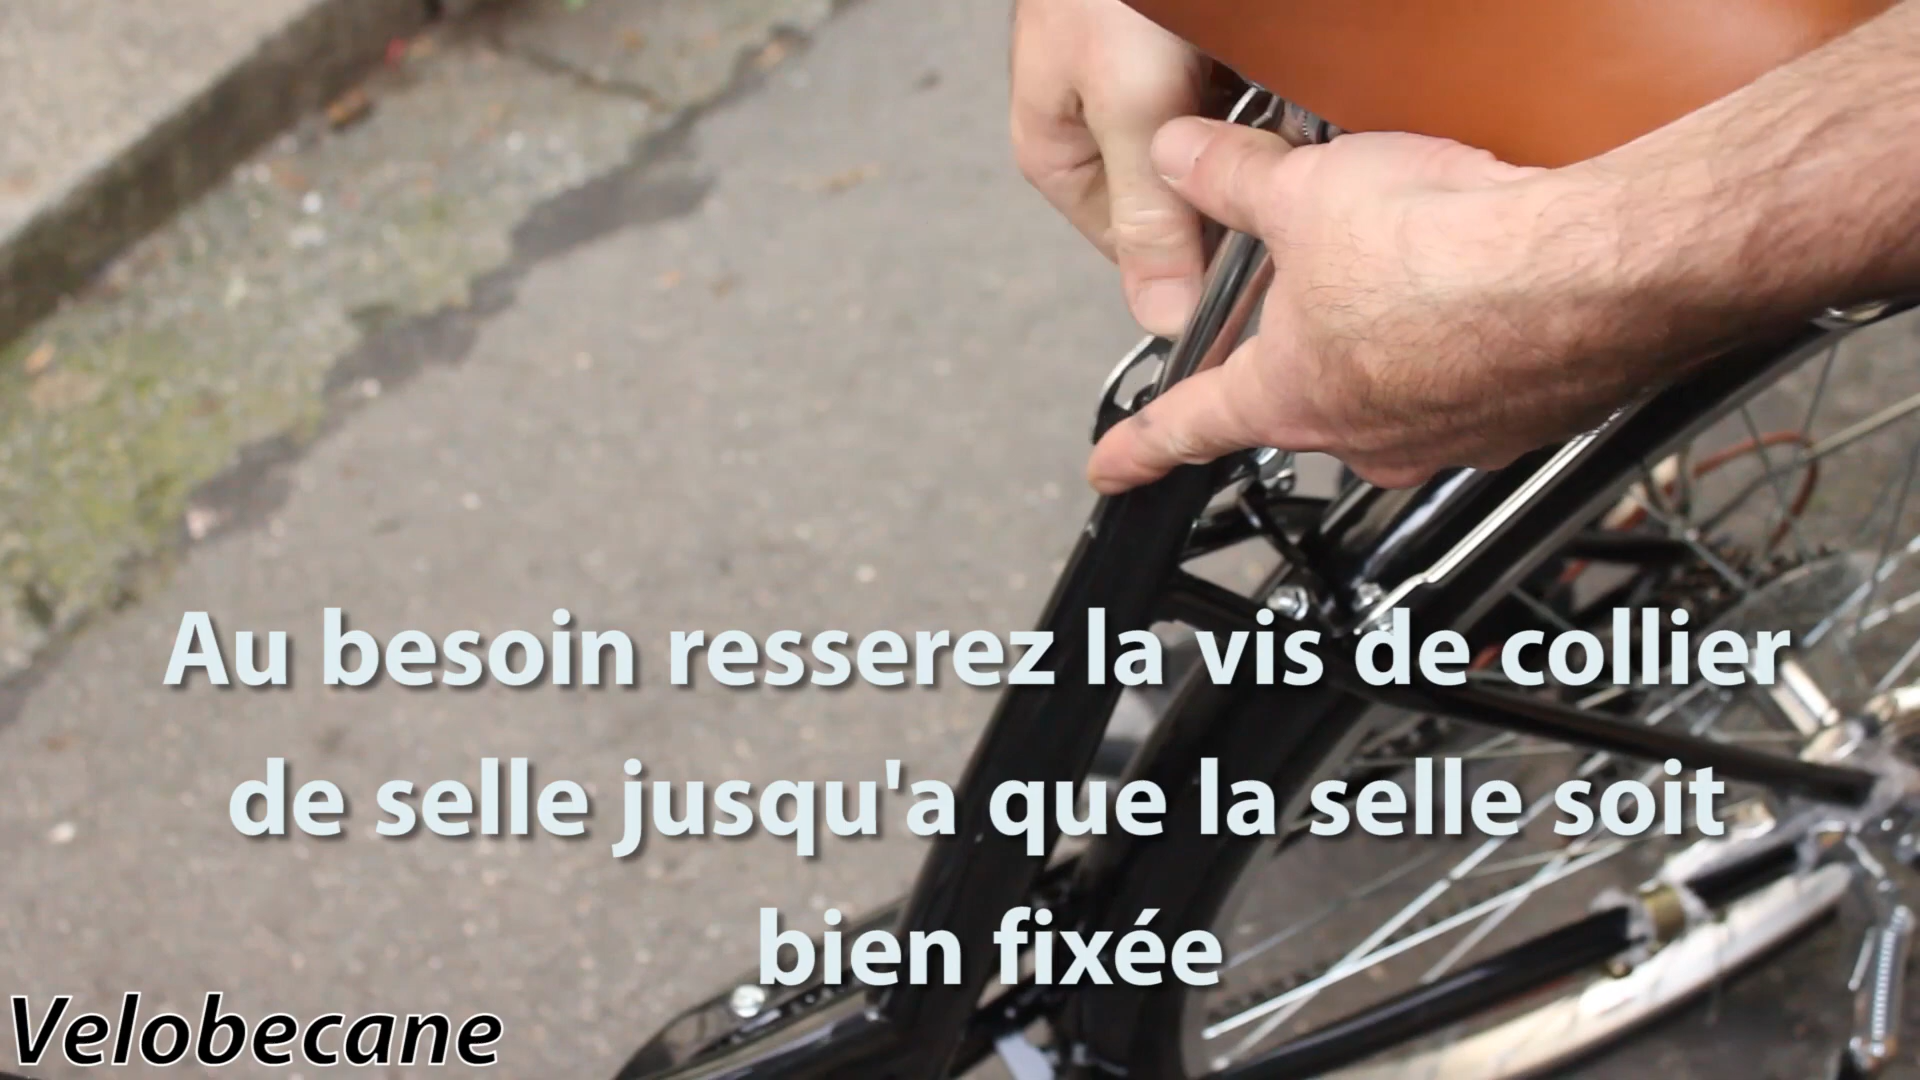 Au besoin resserez la vis de collier
de selle jusqu'a que la selle soit
bien fixée
Velobecane